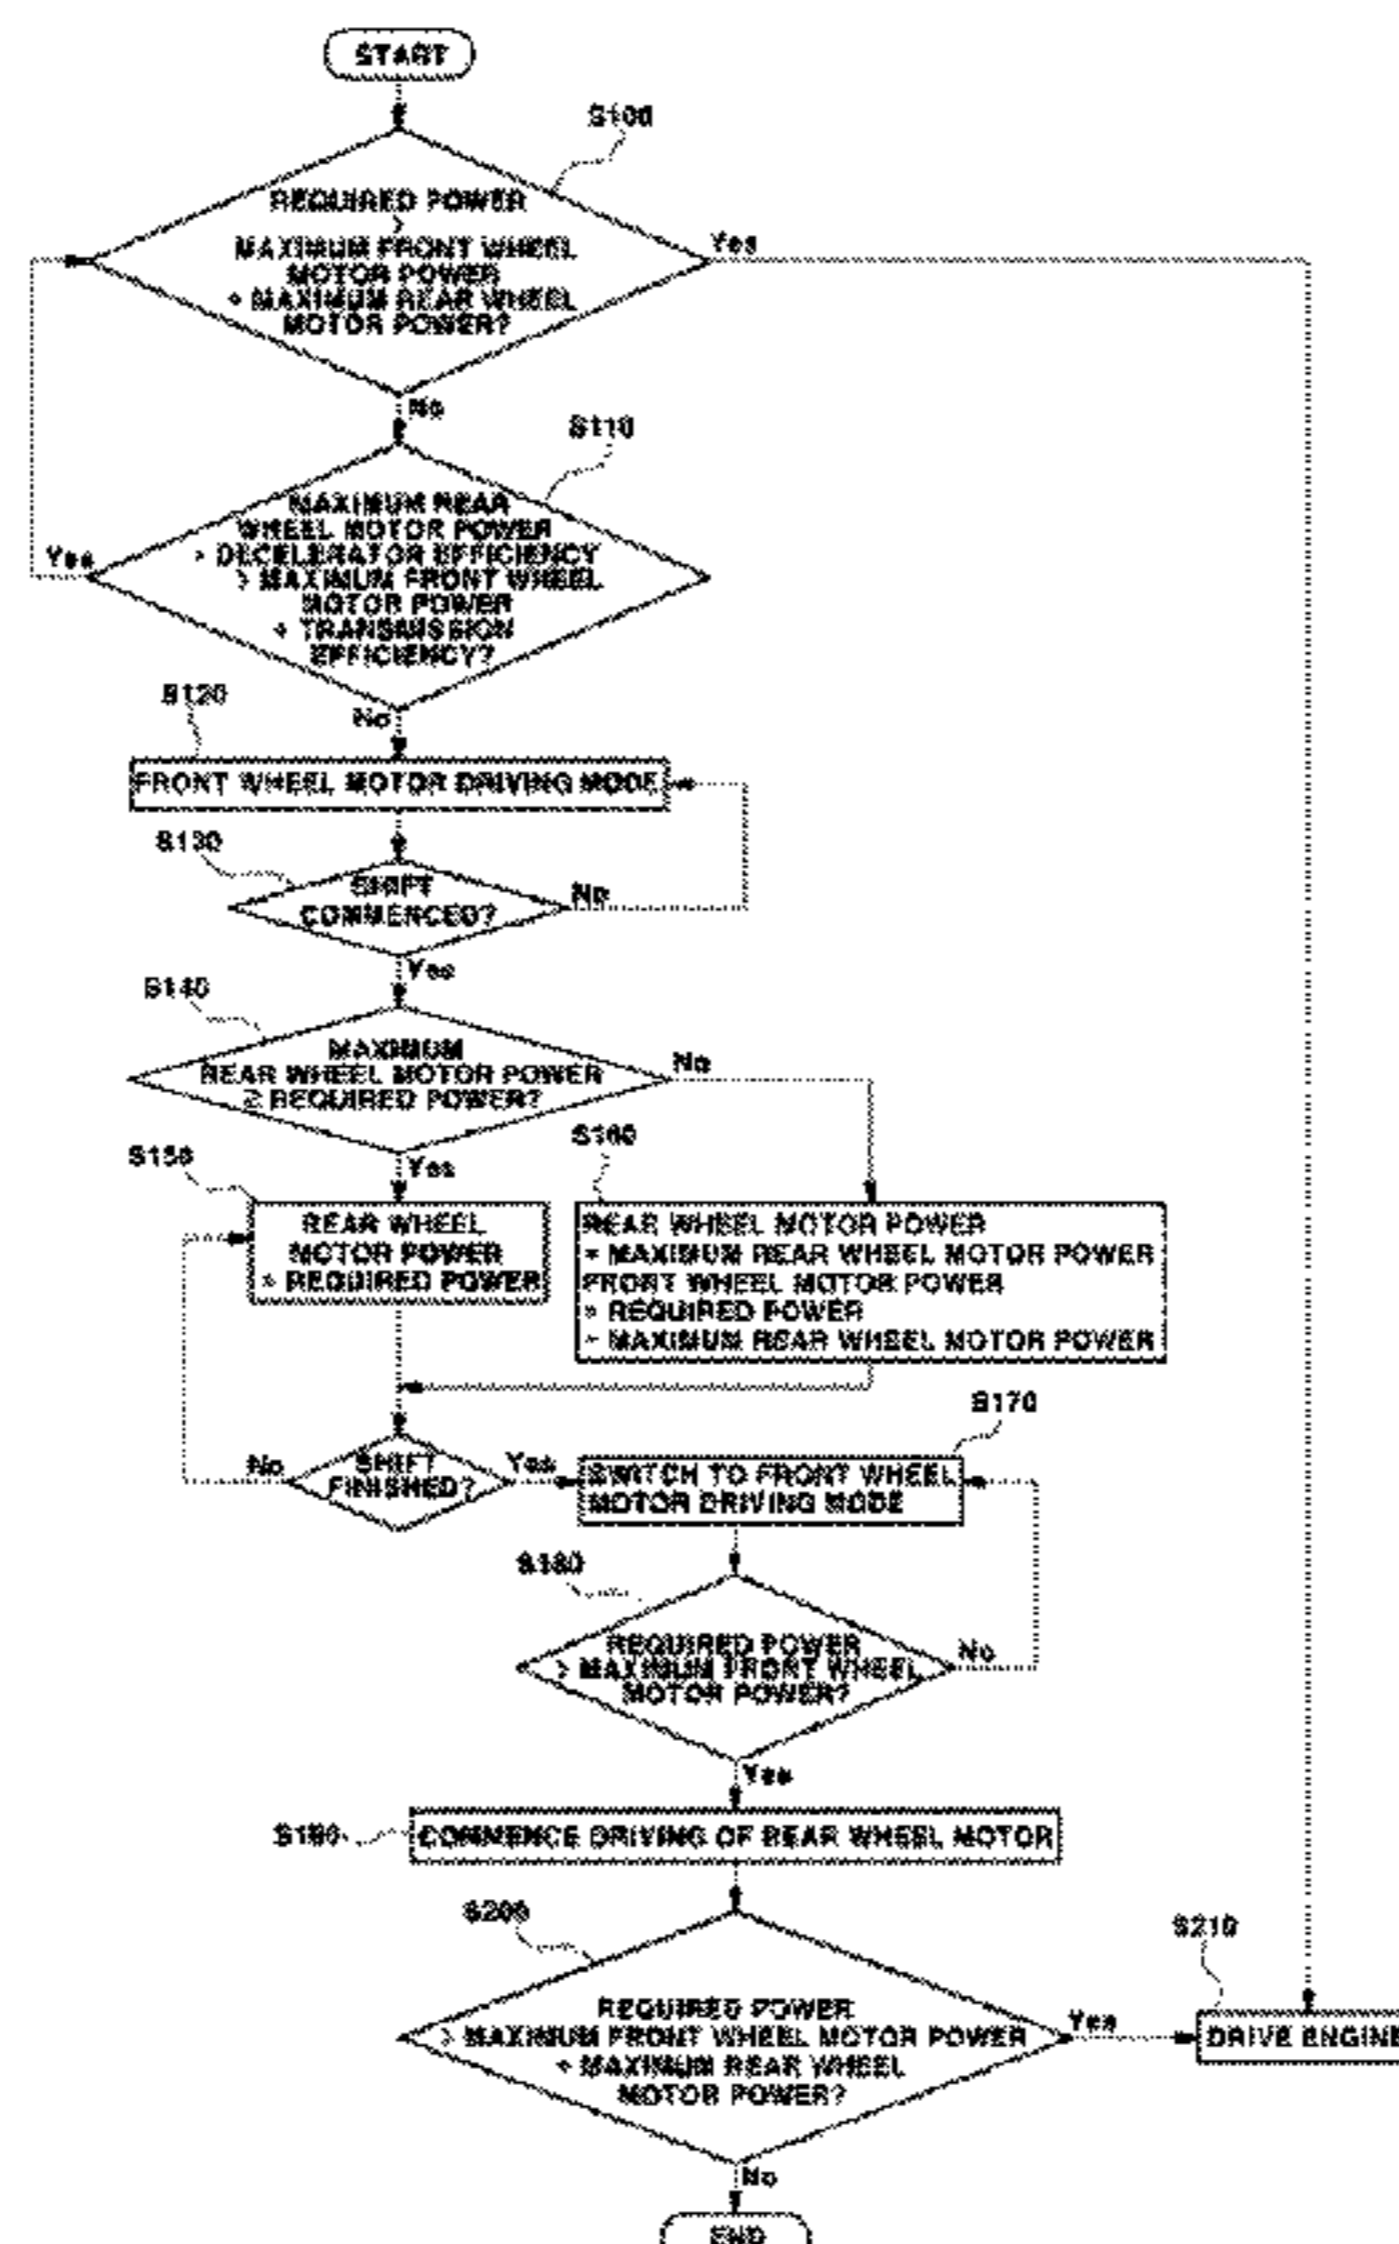 START
S100
REQUIRED POWER
>
MAXIMUM FRONT WHEEL
MOTOR POWER
+ MAXIMUM REAR WHEEL
MOTOR POWER?
Yes
No
S110
MAXIMUM REAR
WHEEL MOTOR POWER
DECELERATOR EFFICIENCY
> MAXIMUM FRONT WHEEL
MOTOR POWER
TRANSMISSION
EFFICIENCY?
Yes
No
S120
FRONT WHEEL MOTOR DRIVING MODE
S130
SHIFT
COMMENCED?
No
Yes
S140
MAXIMUM
REAR WHEEL MOTOR POWER
≥ REQUIRED POWER?
No
Yes
S150
REAR WHEEL
MOTOR POWER
= REQUIRED POWER
S160
REAR WHEEL MOTOR POWER
= MAXIMUM REAR WHEEL MOTOR POWER
FRONT WHEEL MOTOR POWER
= REQUIRED POWER
- MAXIMUM REAR WHEEL MOTOR POWER
SHIFT
FINISHED?
No
Yes
S170
SWITCH TO FRONT WHEEL
MOTOR DRIVING MODE
S180
REQUIRED POWER
> MAXIMUM FRONT WHEEL
MOTOR POWER?
No
Yes
S190
COMMENCE DRIVING OF REAR WHEEL MOTOR
S200
REQUIRED POWER
> MAXIMUM FRONT WHEEL MOTOR POWER
+ MAXIMUM REAR WHEEL
MOTOR POWER?
Yes
No
S210
DRIVE ENGINE
END